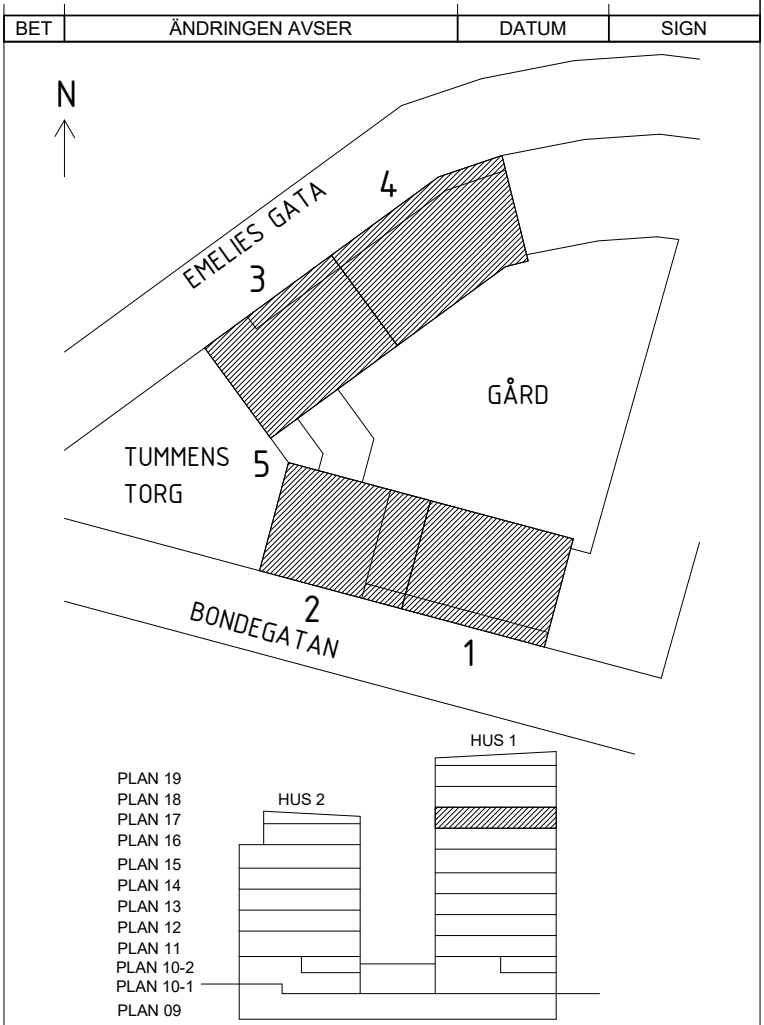 BET ÄNDRINGEN AVSER DATUM SIGN
N
4
EMELIES GATA
3
GÅRD
TUMMENS
TORG
5
2
BONDEGATAN
1
HUS 1
PLAN 19
PLAN 18
HUS 2
PLAN 17
PLAN 16
PLAN 15
PLAN 14
PLAN 13
PLAN 12
PLAN 11
PLAN 10-2
PLAN 10-1
PLAN 09